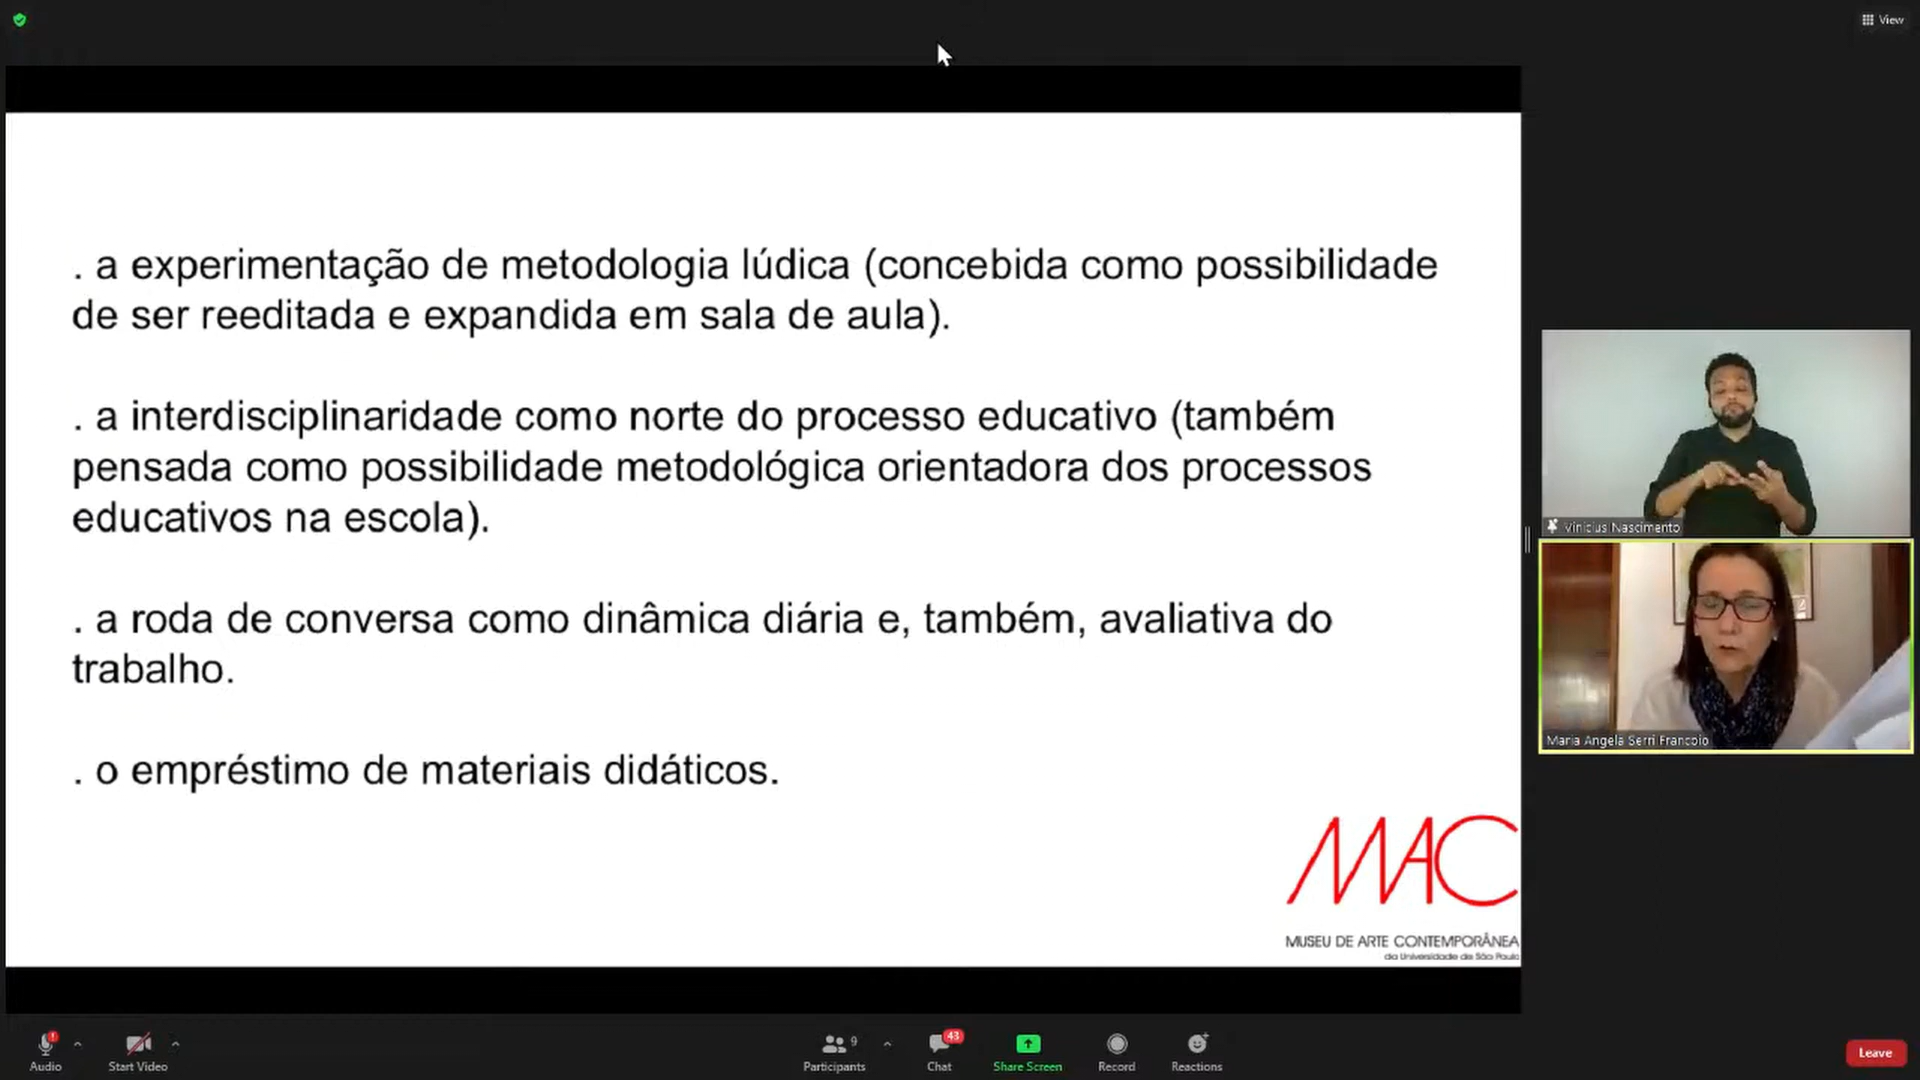 View
. a experimentação de metodologia lúdica (concebida como possibilidade
de ser reeditada e expandida em sala de aula).
. a interdisciplinaridade como norte do processo educativo (também
pensada como possibilidade metodológica orientadora dos processos
educativos na escola).
. a roda de conversa como dinâmica diária e, também, avaliativa do
trabalho.
. o empréstimo de materiais didáticos.
MAC
MUSEU DE ARTE CONTEMPORÂNEA
da Universidade de São Paulo
Vinicius Nascimento
Maria Angela Serri Francoio
Audio
Start Video
9
Participants
43
Chat
Share Screen
Record
Reactions
Leave